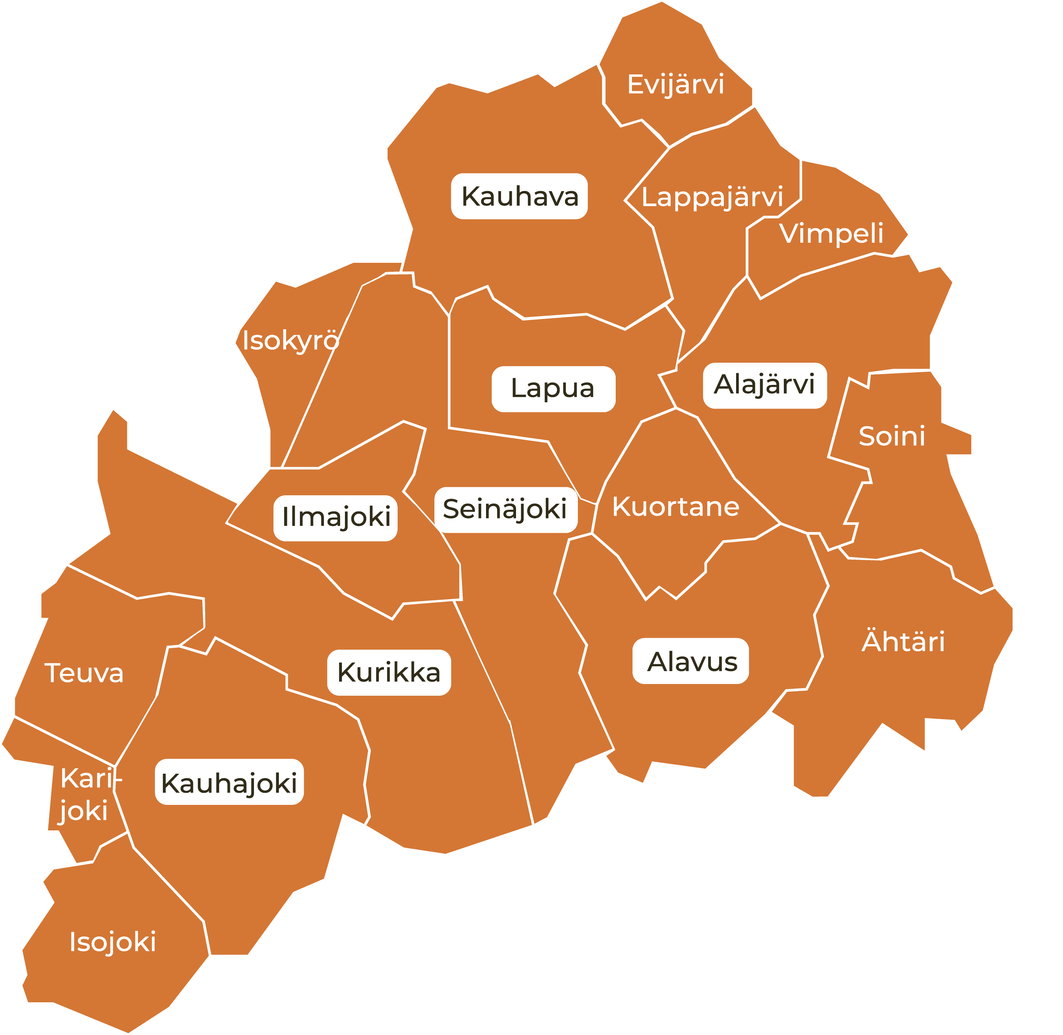 Evijärvi
Kauhava
Lappajärvi
Vimpeli
Isokyrö
Lapua
Alajärvi
Soini
Ilmajoki
Seinäjoki
Kuortane
Ähtäri
Teuva
Kurikka
Alavus
Kari-
joki
Kauhajoki
Isojoki